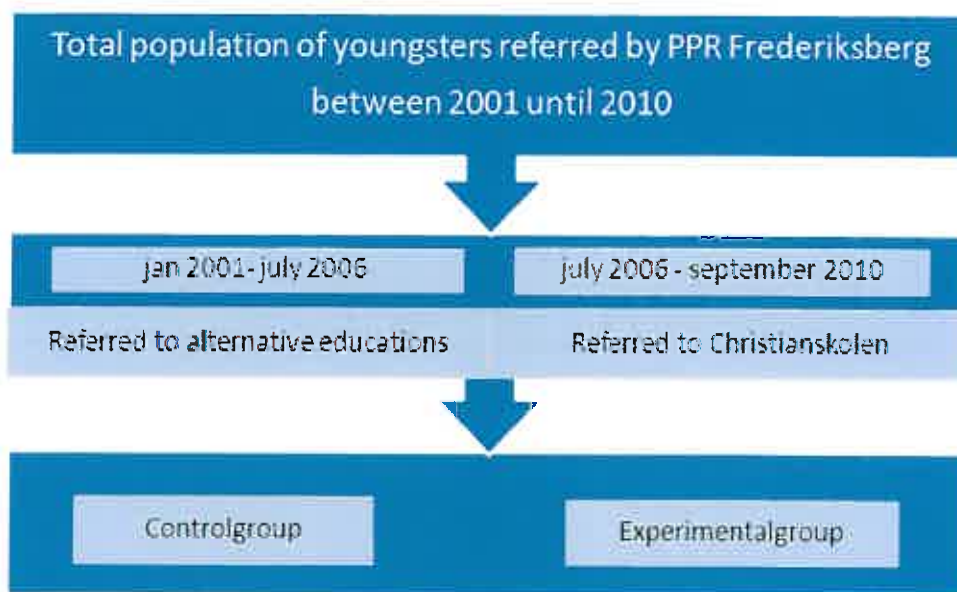 Total population of youngsters referred by PPR Frederiksberg
between 2001 until 2010
jan 2001- july 2006
july 2006 - september 2010
Referred to alternative educations
Referred to Christianskolen
Controlgroup
Experimentalgroup